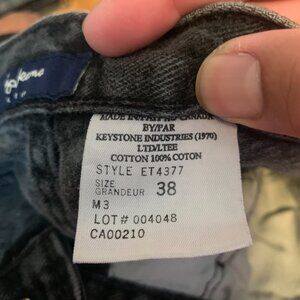 Jeans
MADE IN/FAIT AU CANADA
BY/PAR
KEYSTONE INDUSTRIES (1970)
LTD/LTEE
COTTON 100% COTON
STYLE ET4377
SIZE
GRANDEUR 38
M3
LOT# 004048
CA00210